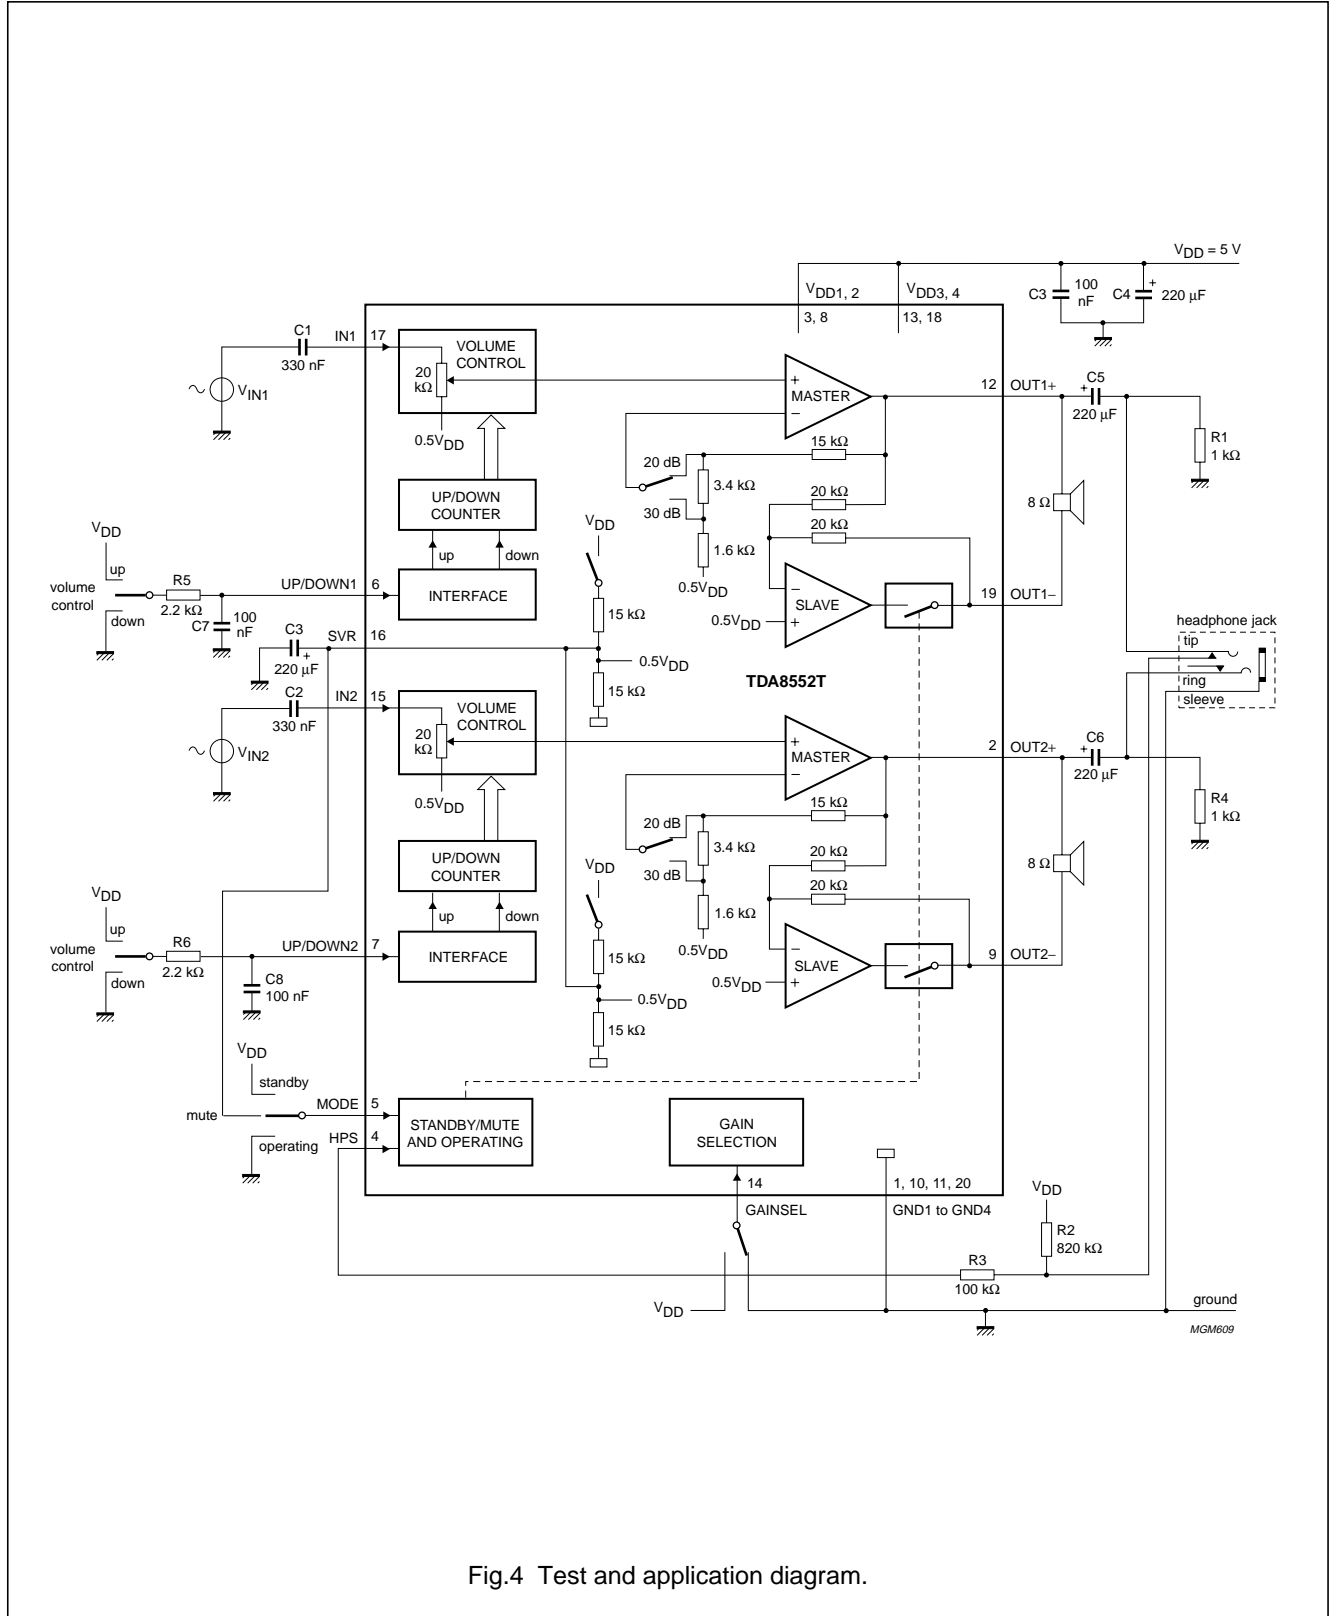 VDD = 5 V
VDD1, 2
VDD3, 4
C3
100
nF
C4
+
220 µF
3, 8
13, 18
C1
330 nF
IN1
17
VOLUME
CONTROL
20
kΩ
0.5VDD
VIN1
+
MASTER
−
12
OUT1+
+
C5
220 µF
R1
1 kΩ
15 kΩ
20 dB
3.4 kΩ
30 dB
1.6 kΩ
0.5VDD
20 kΩ
20 kΩ
8 Ω
UP/DOWN
COUNTER
up
down
VDD
VDD
up
volume
control
down
R5
2.2 kΩ
C7
100
nF
UP/DOWN1
6
INTERFACE
15 kΩ
−
SLAVE
0.5VDD
+
19
OUT1−
headphone jack
tip
ring
sleeve
C3
220 µF
+
SVR
16
0.5VDD
15 kΩ
TDA8552T
C2
330 nF
IN2
15
VOLUME
CONTROL
20
kΩ
0.5VDD
VIN2
+
MASTER
−
2
OUT2+
+
C6
220 µF
R4
1 kΩ
15 kΩ
20 dB
3.4 kΩ
30 dB
1.6 kΩ
0.5VDD
20 kΩ
20 kΩ
8 Ω
UP/DOWN
COUNTER
up
down
VDD
VDD
up
volume
control
down
R6
2.2 kΩ
C8
100 nF
UP/DOWN2
7
INTERFACE
15 kΩ
−
SLAVE
0.5VDD
+
9
OUT2−
0.5VDD
15 kΩ
VDD
standby
mute
operating
MODE
5
HPS
4
STANDBY/MUTE
AND OPERATING
GAIN
SELECTION
14
GAINSEL
1, 10, 11, 20
GND1 to GND4
VDD
R2
820 kΩ
R3
100 kΩ
VDD
ground
MGM609
Fig.4 Test and application diagram.